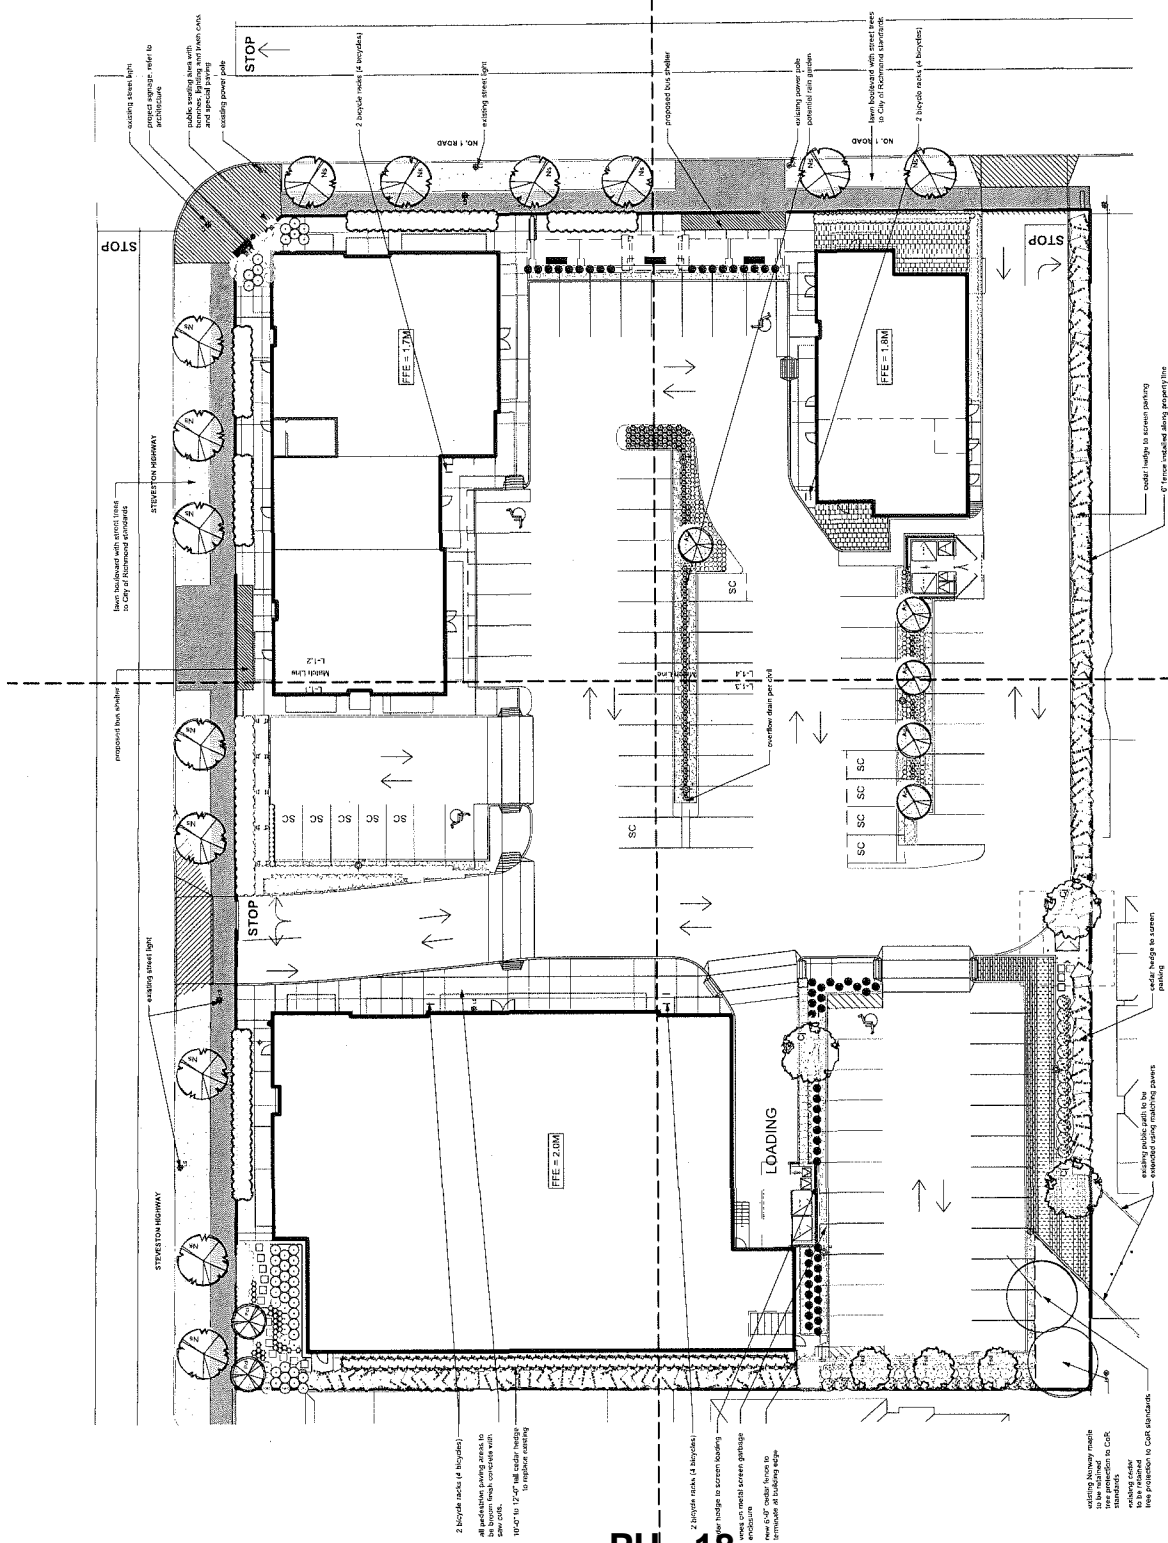 existing street light
project signage, refer to
architecture
public seating area with
benches, lighting and trash cans
and special paving
existing power pole
STOP
2 bicycle racks (4 bicycles)
existing street light
NO. 1 ROAD
proposed bus shelter
existing power pole
potential rain garden
NO. 1 ROAD
lawn boulevard with street trees
to City of Richmond standards
2 bicycle racks (4 bicycles)
STOP
STOP
FFE = 1.7M
FFE = 1.8M
STEVESTON HIGHWAY
lawn boulevard with street trees
to City of Richmond standards
cedar hedge to screen parking
6' fence installed along property line
SC
L-1.2
Match Line
L-1.1
L-1.4
Match Line
L-1.3
proposed bus shelter
overflow drain per civil
SC
SC
SC
SC
SC
SC
SC
SC
SC
SC
STOP
existing street light
cedar hedge to screen
parking
LOADING
FFE = 2.0M
existing public path to be
extended using matching pavers
STEVESTON HIGHWAY
2 bicycle racks (4 bicycles)
all pedestrian paving areas to
be broom finish concrete with
saw cuts.
10'-0" to 12'-0" tall cedar hedge
to replace existing
2 bicycle racks (4 bicycles)
hedge to screen loading
vines on metal screen garbage
enclosure
new 6'-0" cedar fence to
terminate at building edge
existing Norway maple
to be retained
tree protection to CoR
standards
existing cedar
to be retained
tree protection to CoR standards